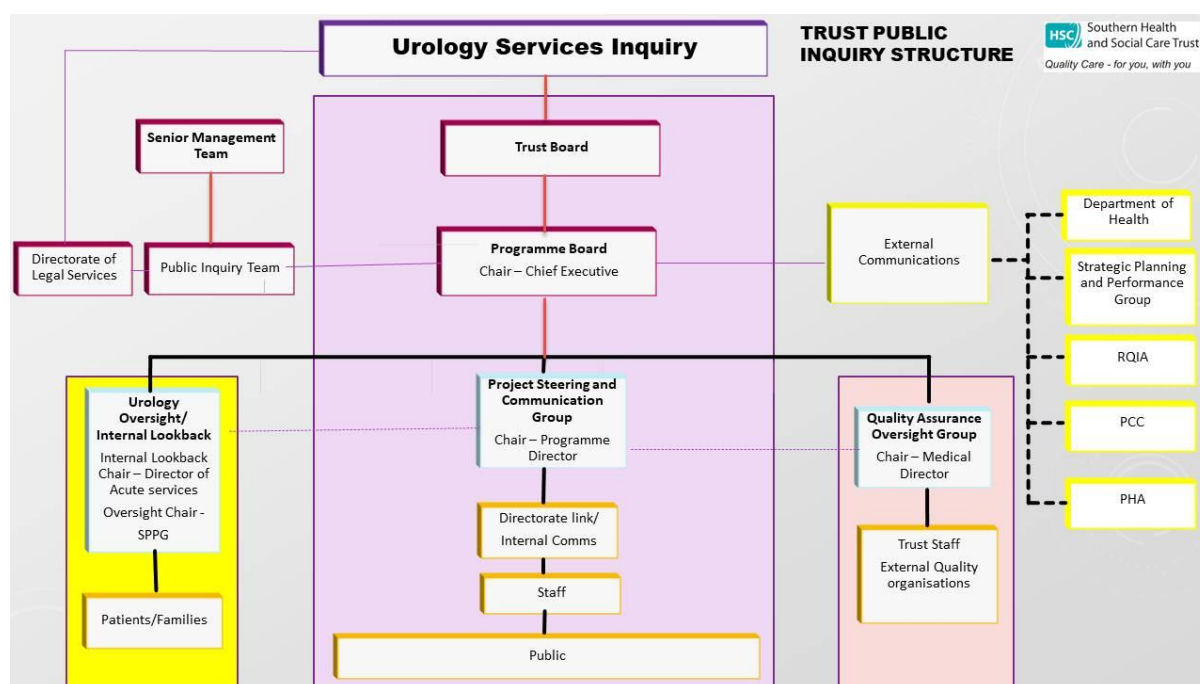 Urology Services Inquiry
TRUST PUBLIC
INQUIRY STRUCTURE
HSC
Southern Health
and Social Care Trust
Quality Care - for you, with you
Senior Management
Team
Trust Board
Directorate of
Legal Services
Public Inquiry Team
Programme Board
Chair – Chief Executive
External
Communications
Department of
Health
Strategic Planning
and Performance
Group
RQIA
PCC
PHA
Urology
Oversight/
Internal Lookback
Internal Lookback
Chair – Director of
Acute services
Oversight Chair -
SPPG
Patients/Families
Project Steering and
Communication
Group
Chair – Programme
Director
Directorate link/
Internal Comms
Staff
Public
Quality Assurance
Oversight Group
Chair – Medical
Director
Trust Staff
External Quality
organisations